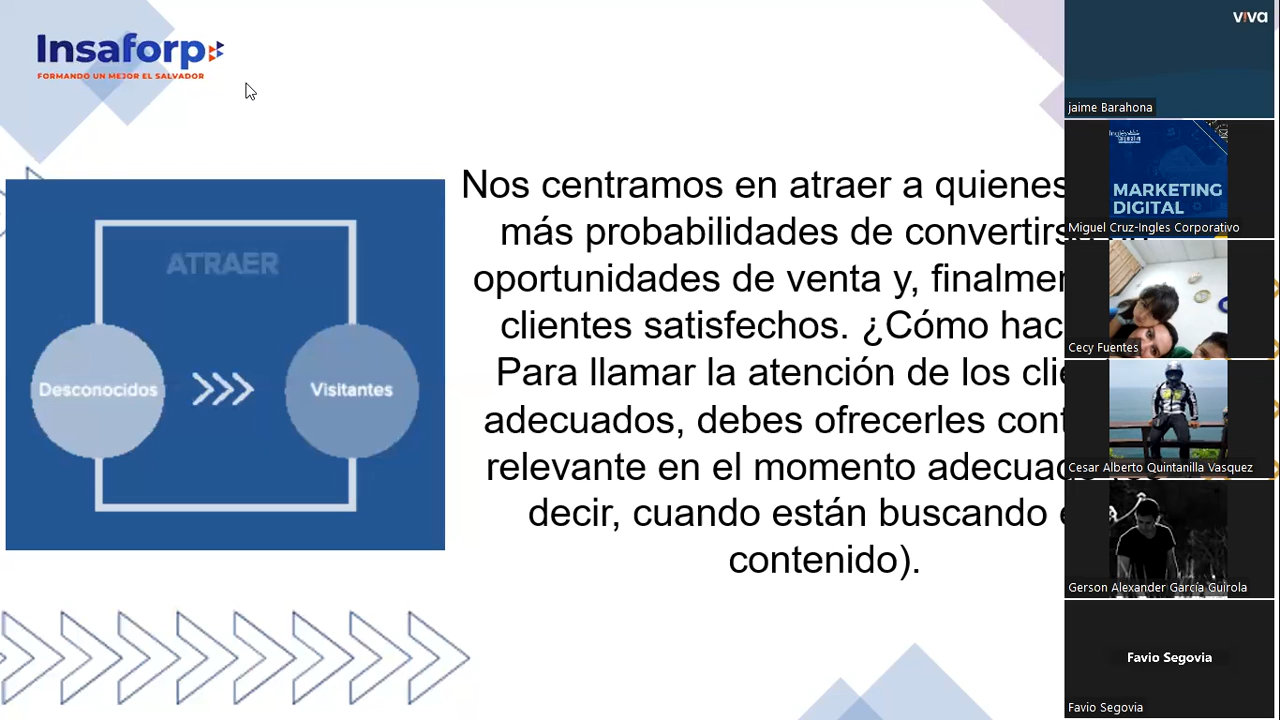 Insaforp
FORMANDO UN MEJOR EL SALVADOR
ATRAER
Desconocidos
Visitantes
Nos centramos en atraer a quienes
más probabilidades de convertirs
oportunidades de venta y, finalmen
clientes satisfechos. ¿Cómo hac
Para llamar la atención de los clie
adecuados, debes ofrecerles cont
relevante en el momento adecuad
decir, cuando están buscando e
contenido).
viva
jaime Barahona
MARKETING
DIGITAL
Miguel Cruz-Ingles Corporativo
Cecy Fuentes
Cesar Alberto Quintanilla Vasquez
Gerson Alexander García Guirola
Favio Segovia
Favio Segovia